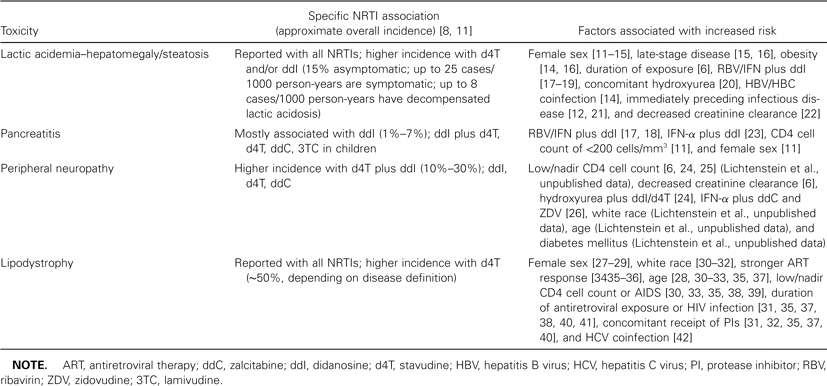 Toxicity
Specific NRTI association
(approximate overall incidence) [8, 11]
Factors associated with increased risk
Lactic acidemia–hepatomegaly/steatosis
Reported with all NRTIs; higher incidence with d4T
and/or ddI (15% asymptomatic; up to 25 cases/
1000 person-years are symptomatic; up to 8
cases/1000 person-years have decompensated
lactic acidosis)
Female sex [11–15], late-stage disease [15, 16], obesity
[14, 16], duration of exposure [6], RBV/IFN plus ddI
[17–19], concomitant hydroxyurea [20], HBV/HBC
coinfection [14], immediately preceding infectious dis-
ease [12, 21], and decreased creatinine clearance [22]
Pancreatitis
Mostly associated with ddI (1%–7%); ddI plus d4T,
d4T, ddC, 3TC in children
RBV/IFN plus ddI [17, 18], IFN-α plus ddI [23], CD4 cell
count of <200 cells/mm³ [11], and female sex [11]
Peripheral neuropathy
Higher incidence with d4T plus ddI (10%–30%); ddI,
d4T, ddC
Low/nadir CD4 cell count [6, 24, 25] (Lichtenstein et al.,
unpublished data), decreased creatinine clearance [6],
hydroxyurea plus ddI/d4T [24], IFN-α plus ddC and
ZDV [26], white race (Lichtenstein et al., unpublished
data), age (Lichtenstein et al., unpublished data), and
diabetes mellitus (Lichtenstein et al., unpublished data)
Lipodystrophy
Reported with all NRTIs; higher incidence with d4T
(~50%, depending on disease definition)
Female sex [27–29], white race [30–32], stronger ART
response [3435–36], age [28, 30–33, 35, 37], low/nadir
CD4 cell count or AIDS [30, 33, 35, 38, 39], duration
of antiretroviral exposure or HIV infection [31, 35, 37,
38, 40, 41], concomitant receipt of PIs [31, 32, 35, 37,
40], and HCV coinfection [42]
NOTE. ART, antiretroviral therapy; ddC, zalcitabine; ddI, didanosine; d4T, stavudine; HBV, hepatitis B virus; HCV, hepatitis C virus; PI, protease inhibitor; RBV,
ribavirin; ZDV, zidovudine; 3TC, lamivudine.